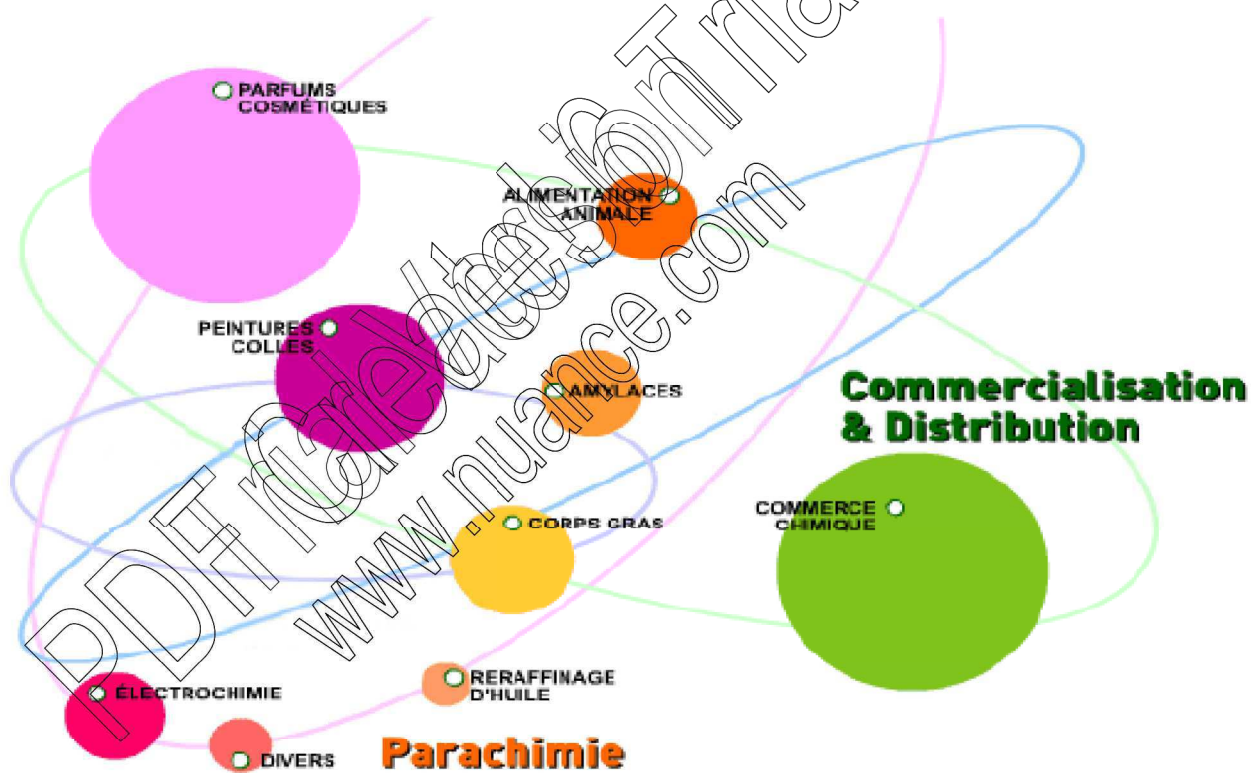 PARFUMS
COSMÉTIQUES
ALIMENTATION
ANIMALE
PEINTURES
COLLES
AMYLACES
Commercialisation
& Distribution
COMMERCE
CHIMIQUE
CORPS GRAS
RERAFFINAGE
D'HUILE
ÉLECTROCHIMIE
DIVERS
Parachimie
www.nuance.com